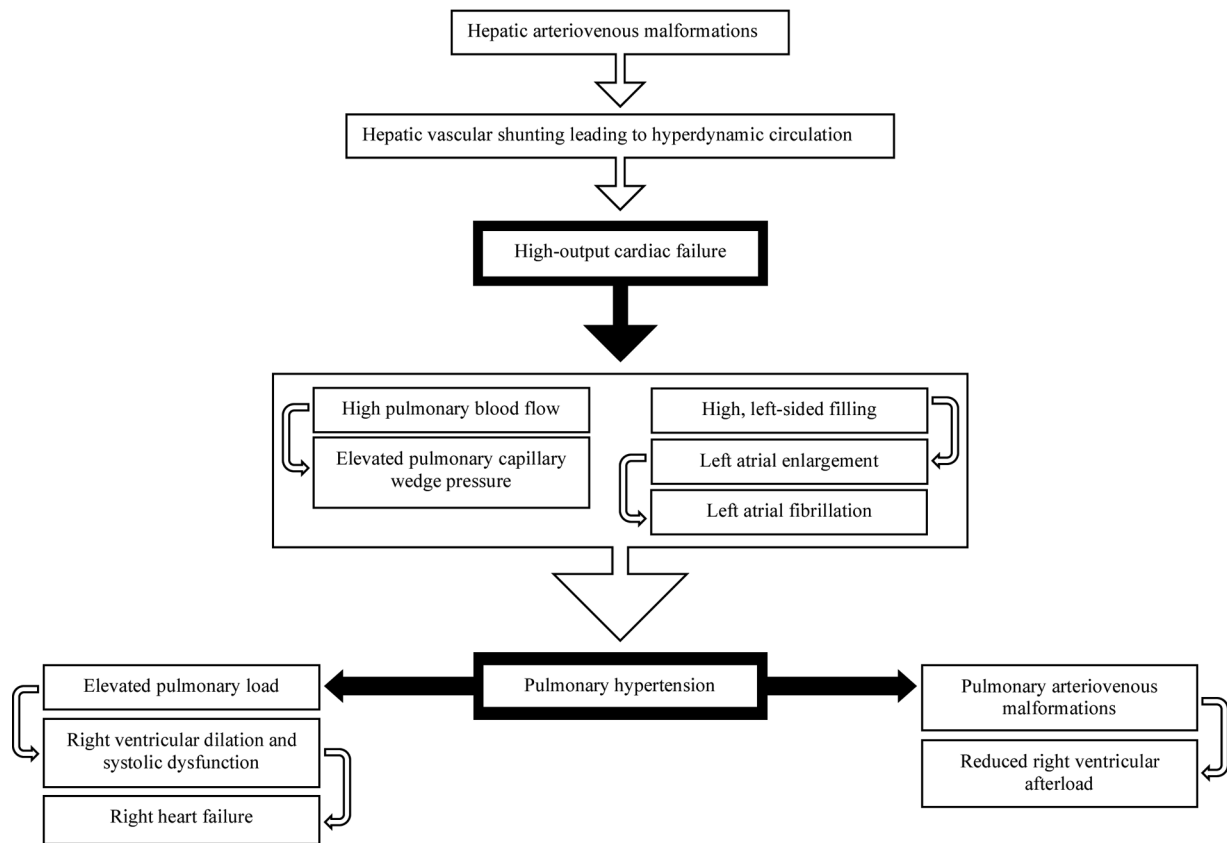 Hepatic arteriovenous malformations
Hepatic vascular shunting leading to hyperdynamic circulation
High-output cardiac failure
High pulmonary blood flow
Elevated pulmonary capillary
wedge pressure
High, left-sided filling
Left atrial enlargement
Left atrial fibrillation
Pulmonary hypertension
Elevated pulmonary load
Right ventricular dilation and
systolic dysfunction
Right heart failure
Pulmonary arteriovenous
malformations
Reduced right ventricular
afterload